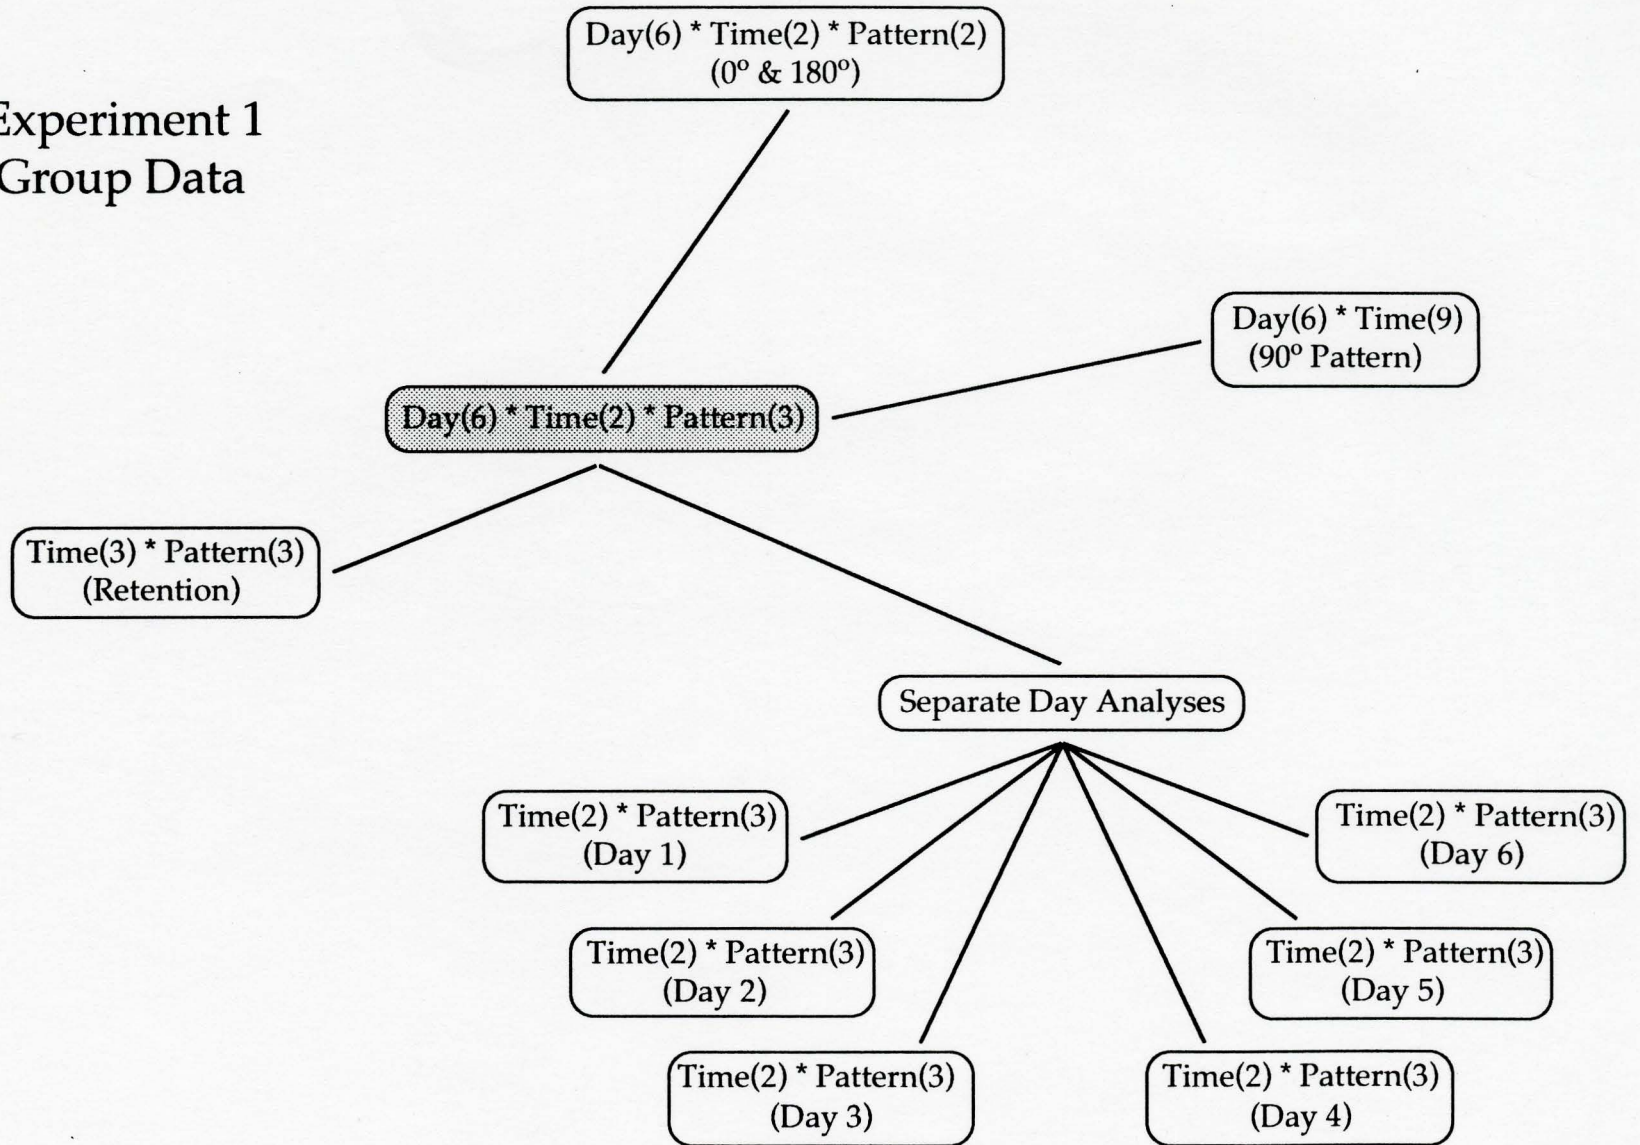 Day(6) * Time(2) * Pattern(2)
(0º & 180º)
Experiment 1
Group Data
Day(6) * Time(9)
(90º Pattern)
Day(6) * Time(2) * Pattern(3)
Time(3) * Pattern(3)
(Retention)
Separate Day Analyses
Time(2) * Pattern(3)
(Day 1)
Time(2) * Pattern(3)
(Day 6)
Time(2) * Pattern(3)
(Day 2)
Time(2) * Pattern(3)
(Day 5)
Time(2) * Pattern(3)
(Day 3)
Time(2) * Pattern(3)
(Day 4)